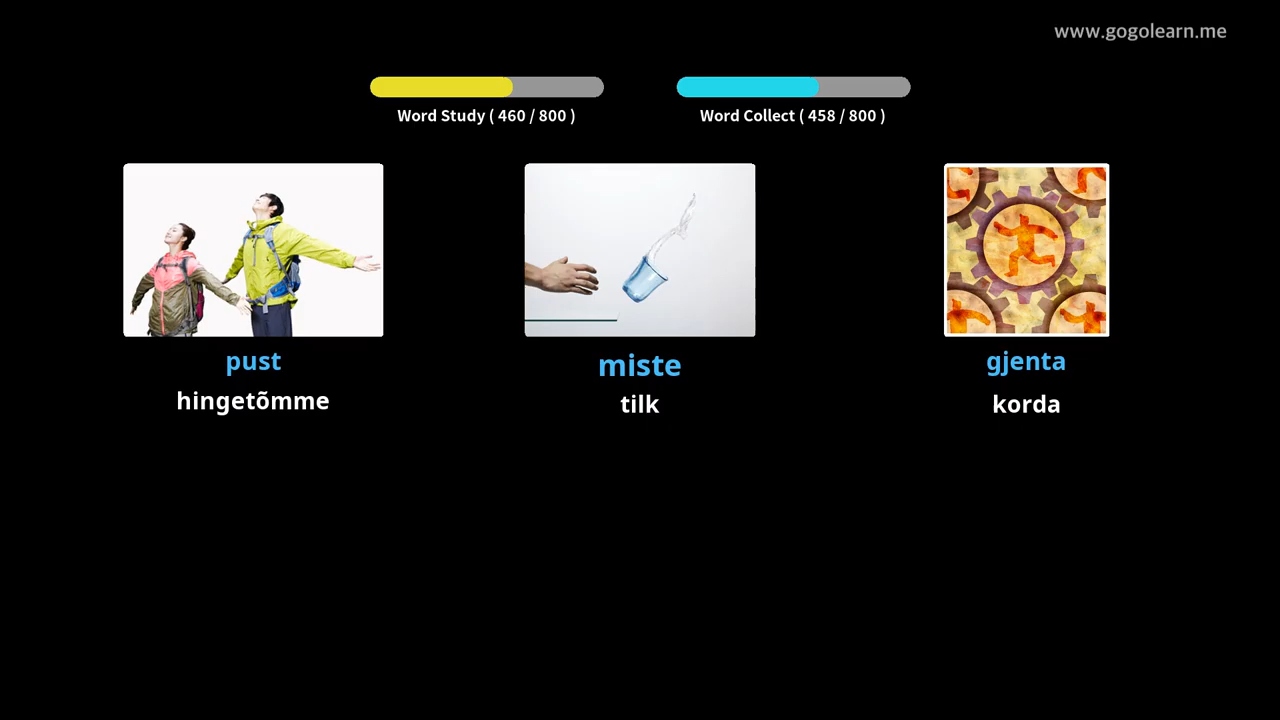 www.gogolearn.me
Word Study ( 460 / 800 )
Word Collect ( 458 / 800 )
pust
hingetõmme
miste
tilk
gjenta
korda